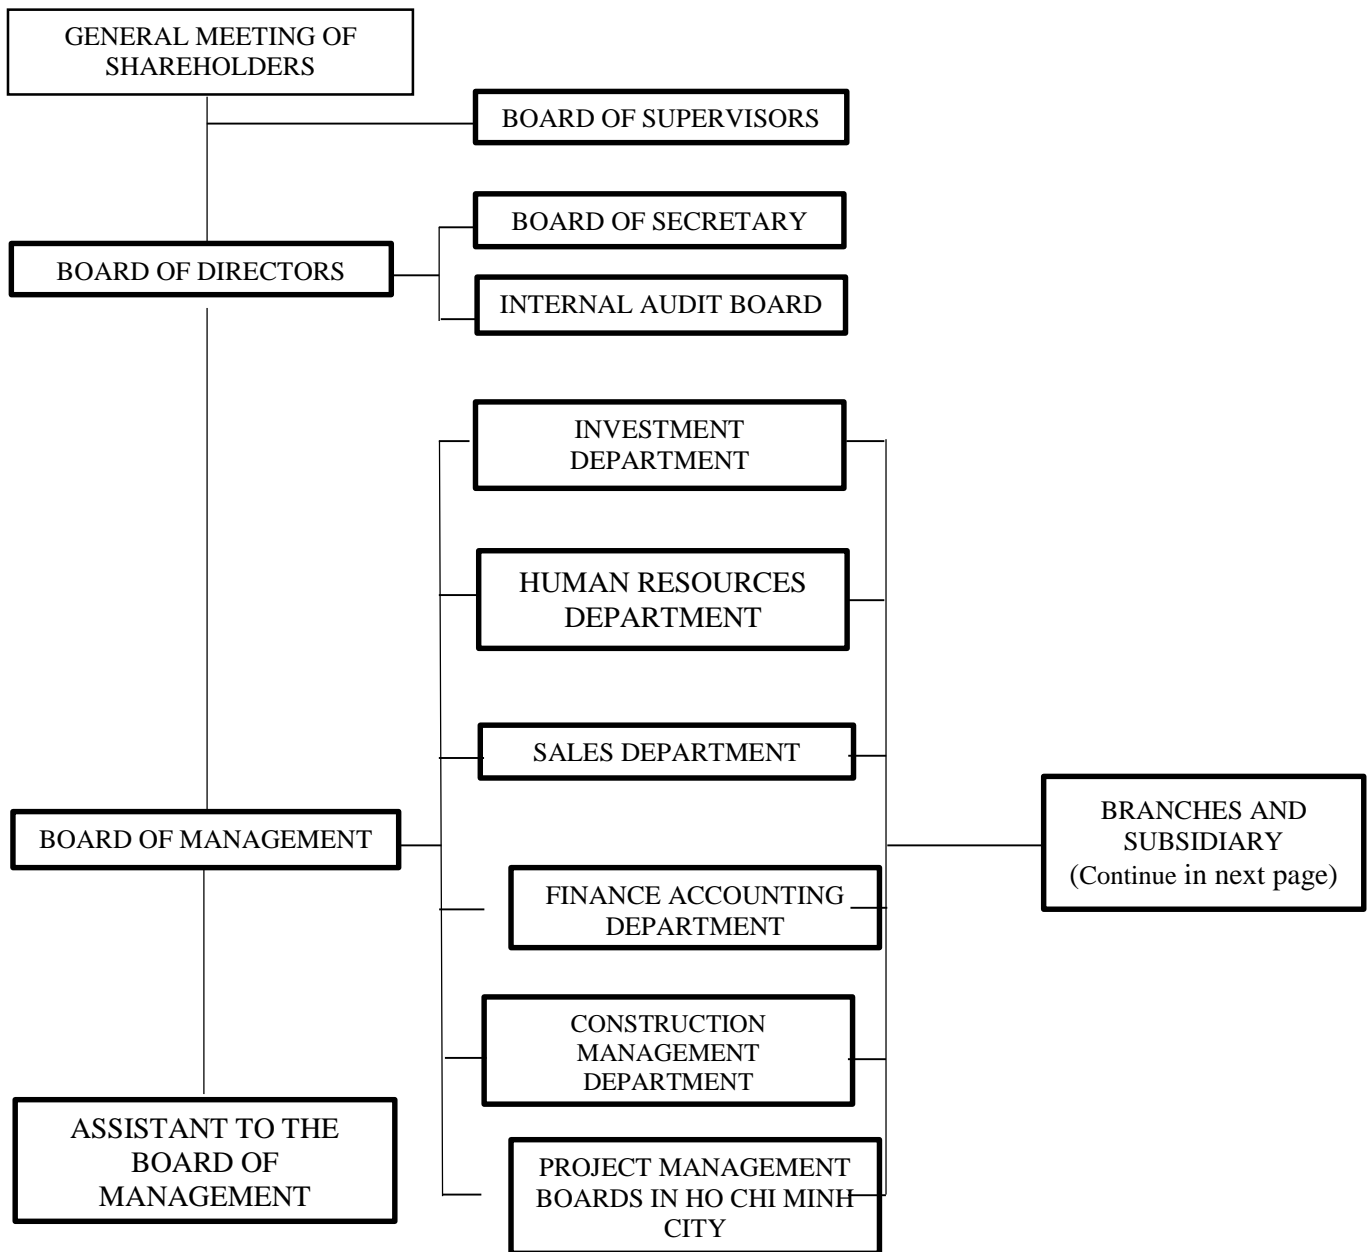 GENERAL MEETING OF
SHAREHOLDERS
BOARD OF SUPERVISORS
BOARD OF SECRETARY
BOARD OF DIRECTORS
INTERNAL AUDIT BOARD
INVESTMENT
DEPARTMENT
HUMAN RESOURCES
DEPARTMENT
SALES DEPARTMENT
BOARD OF MANAGEMENT
BRANCHES AND
SUBSIDIARY
(Continue in next page)
FINANCE ACCOUNTING
DEPARTMENT
CONSTRUCTION
MANAGEMENT
DEPARTMENT
ASSISTANT TO THE
BOARD OF
MANAGEMENT
PROJECT MANAGEMENT
BOARDS IN HO CHI MINH
CITY